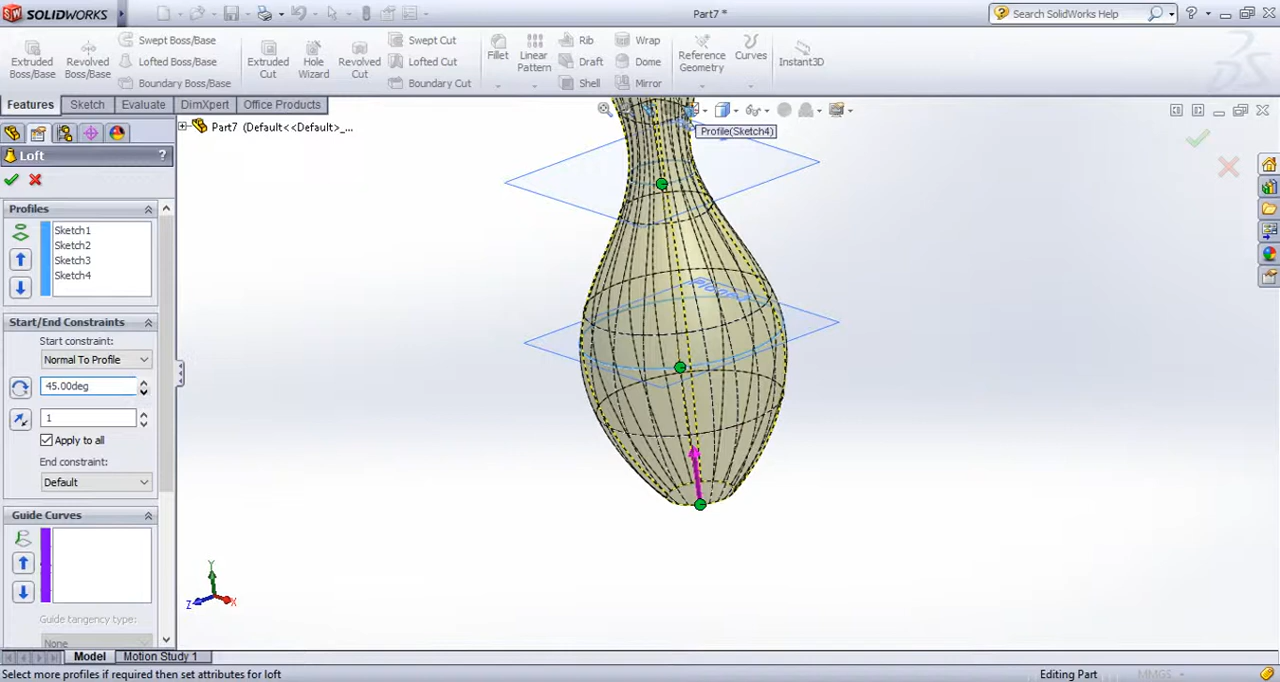 SOLIDWORKS
Part7 *
Search SolidWorks Help
Extruded Boss/Base
Revolved Boss/Base
Swept Boss/Base
Lofted Boss/Base
Boundary Boss/Base
Extruded Cut
Hole Wizard
Revolved Cut
Swept Cut
Lofted Cut
Boundary Cut
Fillet
Linear Pattern
Rib
Draft
Shell
Wrap
Dome
Mirror
Reference Geometry
Curves
Instant3D
Features
Sketch
Evaluate
DimXpert
Office Products
Part7 (Default<<Default>_...
Profile(Sketch4)
Loft
?
Profiles
Sketch1
Sketch2
Sketch3
Sketch4
Start/End Constraints
Start constraint:
Normal To Profile
45.00deg
1
Apply to all
End constraint:
Default
Guide Curves
Guide tangency type:
None
Y
Z
X
Model
Motion Study 1
Select more profiles if required then set attributes for loft
Editing Part
MMGS